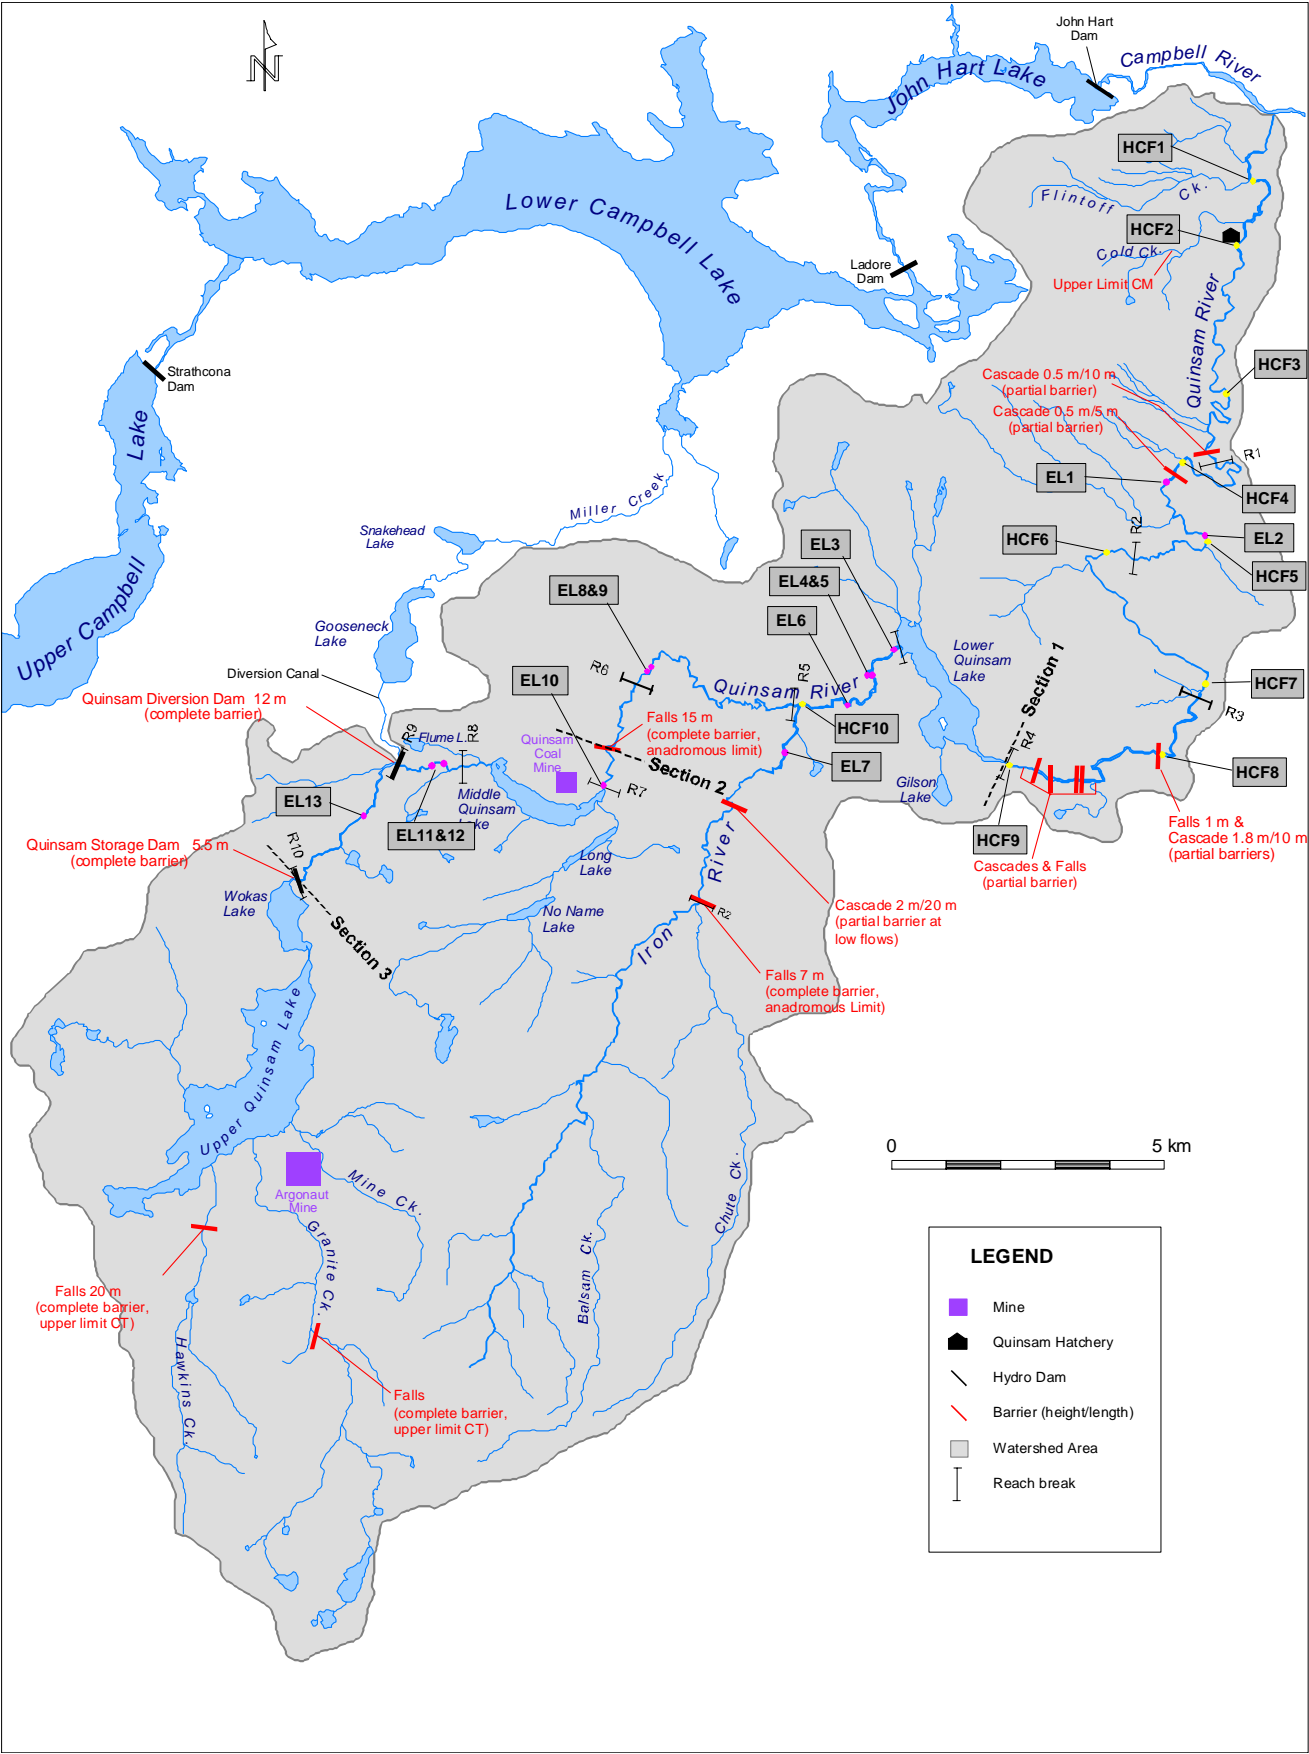 John Hart
Dam
Campbell River
John Hart Lake
N
HCF1
Flintoff Ck.
HCF2
Cold Ck.
Upper Limit CM
Lower Campbell Lake
Ladore
Dam
Quinsam River
Strathcona
Dam
HCF3
Cascade 0.5 m/10 m
(partial barrier)
Cascade 0.5 m/5 m
(partial barrier)
R1
EL1
HCF4
Upper Campbell Lake
Miller Creek
Snakehead
Lake
R2
EL2
HCF6
HCF5
EL3
EL4&5
EL8&9
EL6
Gooseneck
Lake
Lower
Quinsam
Lake
Section 1
Diversion Canal
R6
R5
EL10
Quinsam River
HCF7
Quinsam Diversion Dam 12 m
(complete barrier)
Falls 15 m
(complete barrier,
anadromous limit)
R3
HCF10
R9
Flume L.
R8
Quinsam
Coal
Mine
Section 2
R4
EL7
HCF8
Gilson
Lake
R7
Middle
Quinsam
Lake
EL13
EL11&12
HCF9
Falls 1 m &
Cascade 1.8 m/10 m
(partial barriers)
Quinsam Storage Dam 5.5 m
(complete barrier)
R10
Cascades & Falls
(partial barrier)
Long
Lake
River
Wokas
Lake
No Name
Lake
R2
Cascade 2 m/20 m
(partial barrier at
low flows)
Section 3
Iron
Falls 7 m
(complete barrier,
anadromous Limit)
Upper Quinsam Lake
0 5 km
Argonaut
Mine
Mine Ck.
Chute Ck.
Granite Ck.
Balsam Ck.
LEGEND
Falls 20 m
(complete barrier,
upper limit CT)
Mine
Hawkins Ck.
Quinsam Hatchery
Hydro Dam
Falls
(complete barrier,
upper limit CT)
Barrier (height/length)
Watershed Area
Reach break